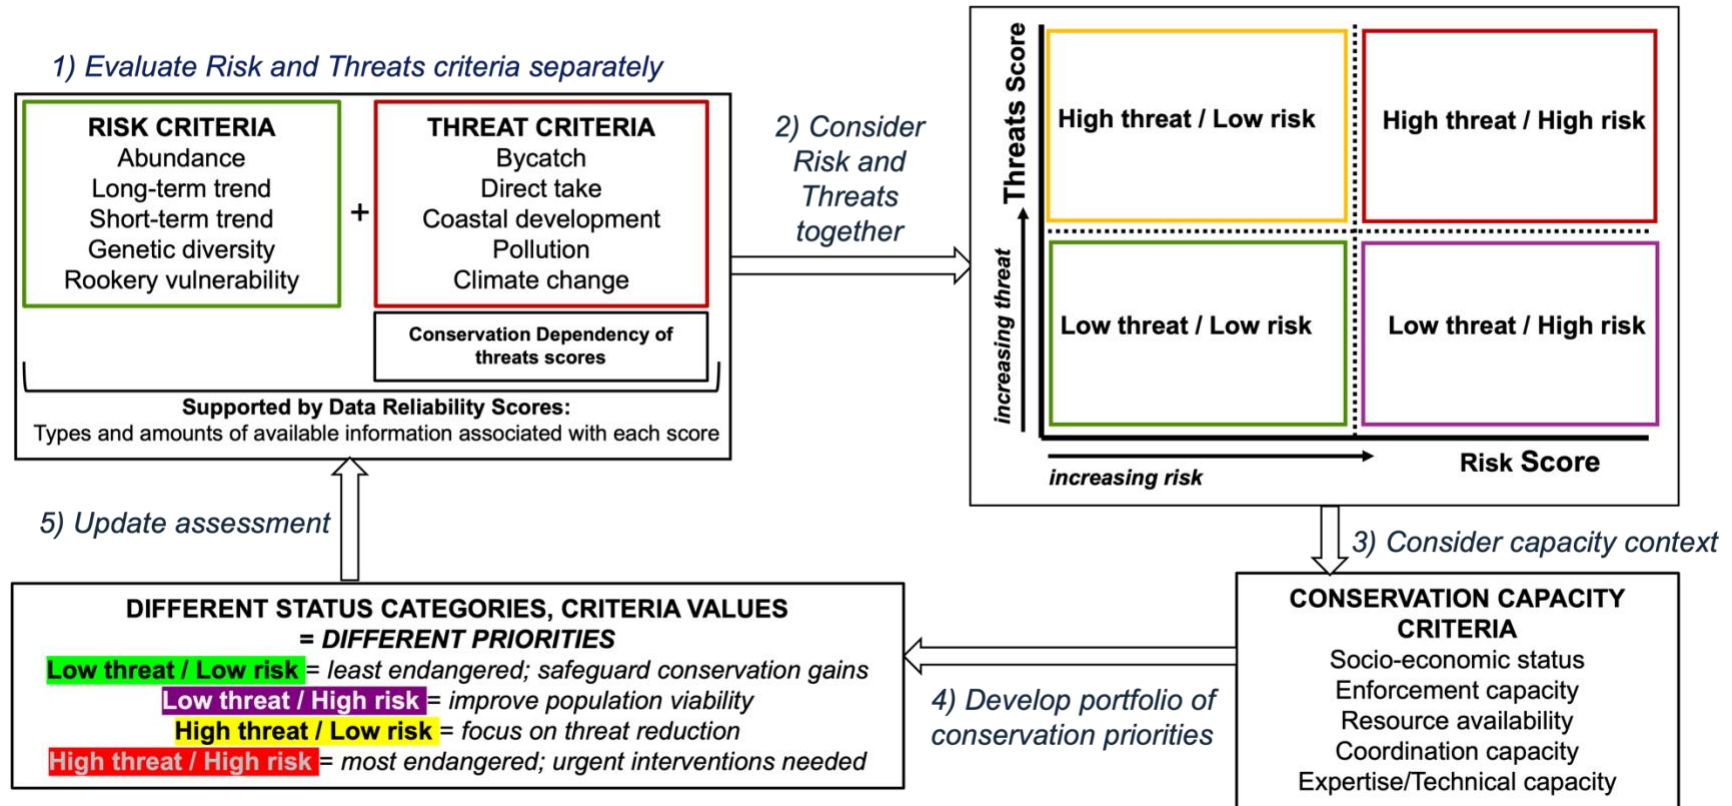 1) Evaluate Risk and Threats criteria separately
RISK CRITERIA
Abundance
Long-term trend
Short-term trend
Genetic diversity
Rookery vulnerability
+
THREAT CRITERIA
Bycatch
Direct take
Coastal development
Pollution
Climate change
Conservation Dependency of
threats scores
Supported by Data Reliability Scores:
Types and amounts of available information associated with each score
2) Consider
Risk and
Threats
together
Threats Score
increasing threat
High threat / Low risk
High threat / High risk
Low threat / Low risk
Low threat / High risk
increasing risk
Risk Score
3) Consider capacity context
CONSERVATION CAPACITY
CRITERIA
Socio-economic status
Enforcement capacity
Resource availability
Coordination capacity
Expertise/Technical capacity
4) Develop portfolio of
conservation priorities
DIFFERENT STATUS CATEGORIES, CRITERIA VALUES
= DIFFERENT PRIORITIES
Low threat / Low risk = least endangered; safeguard conservation gains
Low threat / High risk = improve population viability
High threat / Low risk = focus on threat reduction
High threat / High risk = most endangered; urgent interventions needed
5) Update assessment